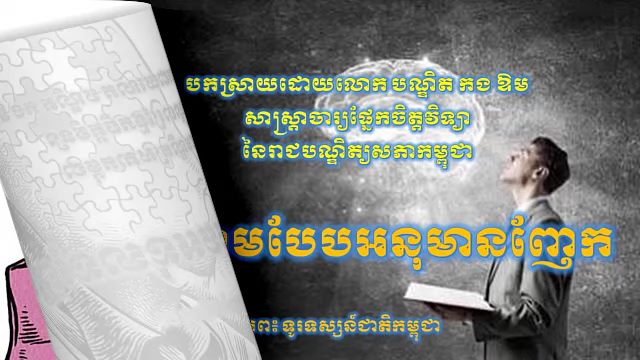 បកស្រាយដោយលោក បណ្ឌិត កង ឱម
សាស្ត្រាចារ្យផ្នែកចិត្តវិទ្យា
នៃរាជបណ្ឌិត្យសភាកម្ពុជា
មបែបអនុមានញែក
ភព៖ ទូរទស្សន៍ជាតិកម្ពុជា